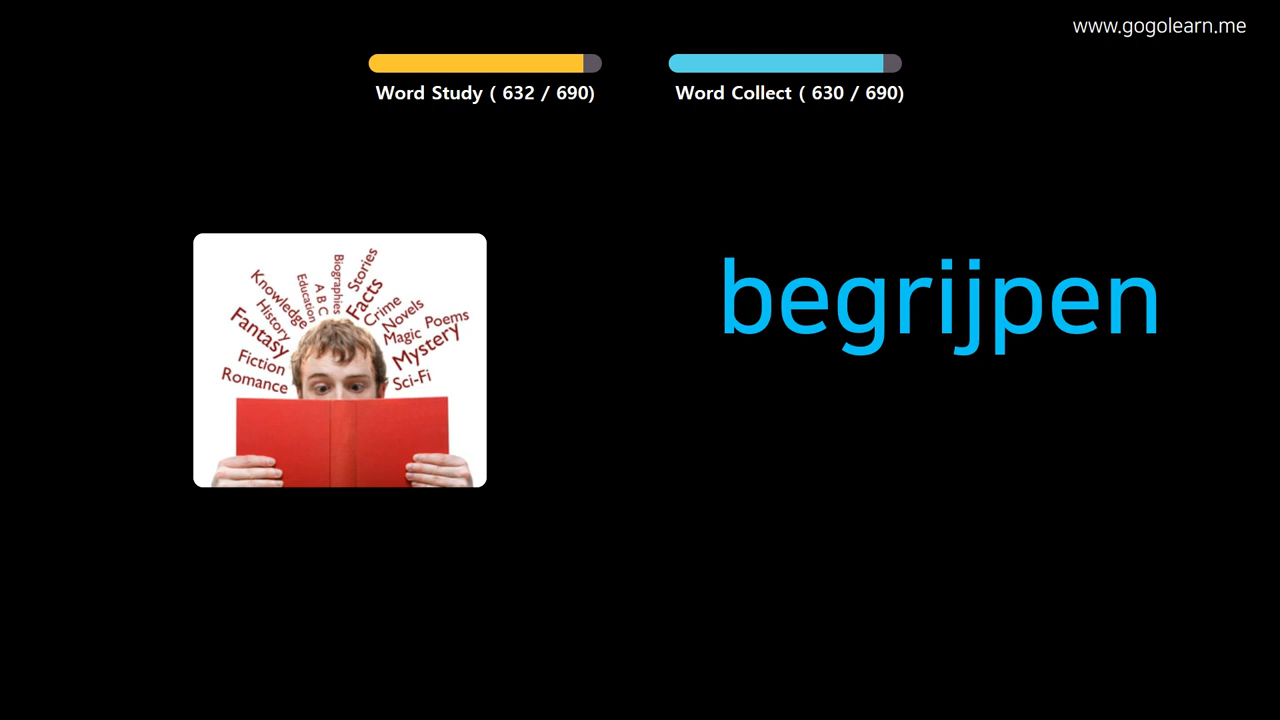 www.gogolearn.me
Word Study ( 632 / 690)
Word Collect ( 630 / 690)
begrijpen
Knowledge
History
Fantasy
Fiction
Romance
Education
A B C
Biographies
Stories
Facts
Crime
Novels
Magic
Poems
Mystery
Sci-Fi